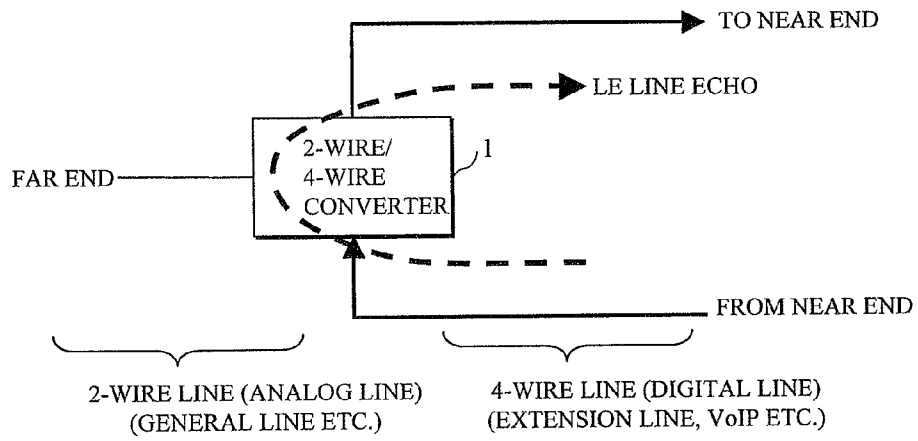 TO NEAR END
LE LINE ECHO
2-WIRE/
4-WIRE
CONVERTER
1
FAR END
FROM NEAR END
2-WIRE LINE (ANALOG LINE)
(GENERAL LINE ETC.)
4-WIRE LINE (DIGITAL LINE)
(EXTENSION LINE, VoIP ETC.)